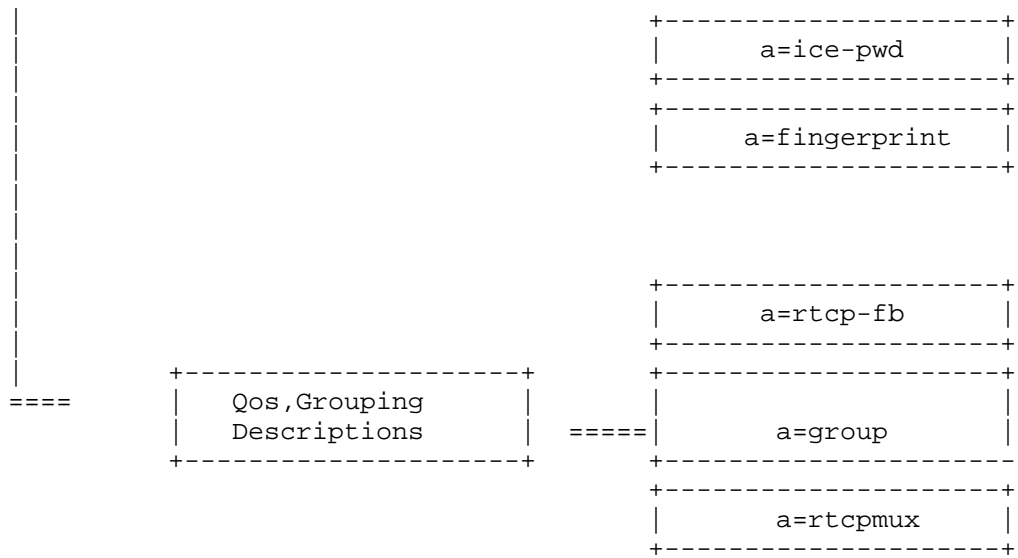 a=ice-pwd
a=fingerprint
a=rtcp-fb
====
Qos,Grouping
Descriptions
=====
a=group
a=rtcpmux